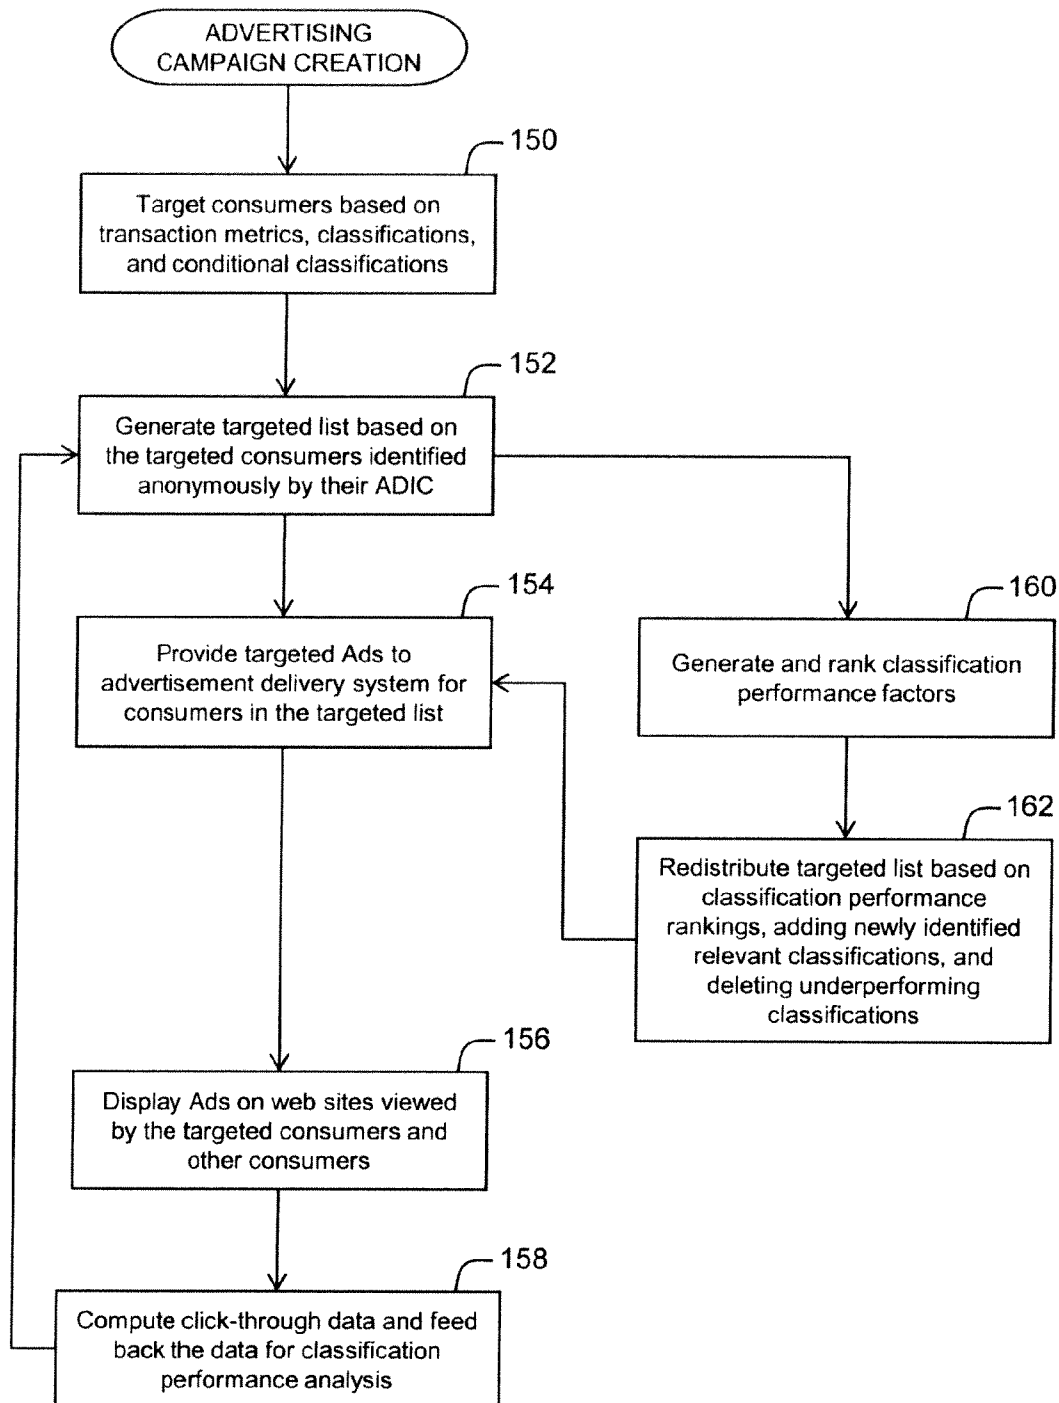 ADVERTISING
CAMPAIGN CREATION
150
Target consumers based on
transaction metrics, classifications,
and conditional classifications
152
Generate targeted list based on
the targeted consumers identified
anonymously by their ADIC
154
Provide targeted Ads to
advertisement delivery system for
consumers in the targeted list
160
Generate and rank classification
performance factors
162
Redistribute targeted list based on
classification performance
rankings, adding newly identified
relevant classifications, and
deleting underperforming
classifications
156
Display Ads on web sites viewed
by the targeted consumers and
other consumers
158
Compute click-through data and feed
back the data for classification
performance analysis